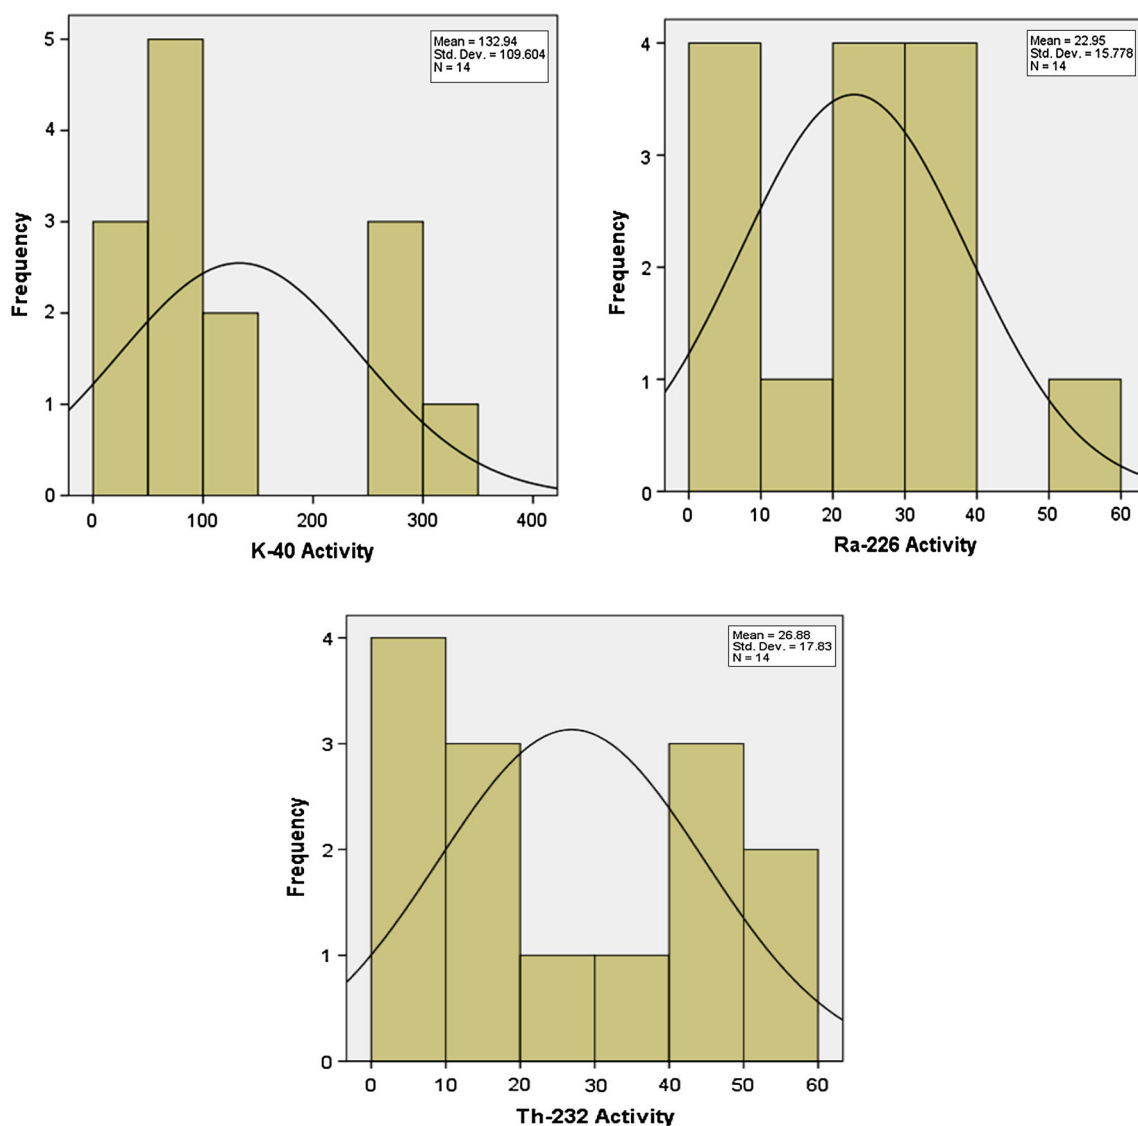 Mean = 132.94
Std. Dev. = 109.604
N = 14
Frequency
5
4
3
2
1
0
0 100 200 300 400
K-40 Activity
Mean = 22.95
Std. Dev. = 15.778
N = 14
Frequency
4
3
2
1
0
0 10 20 30 40 50 60
Ra-226 Activity
Mean = 26.88
Std. Dev. = 17.83
N = 14
Frequency
4
3
2
1
0
0 10 20 30 40 50 60
Th-232 Activity